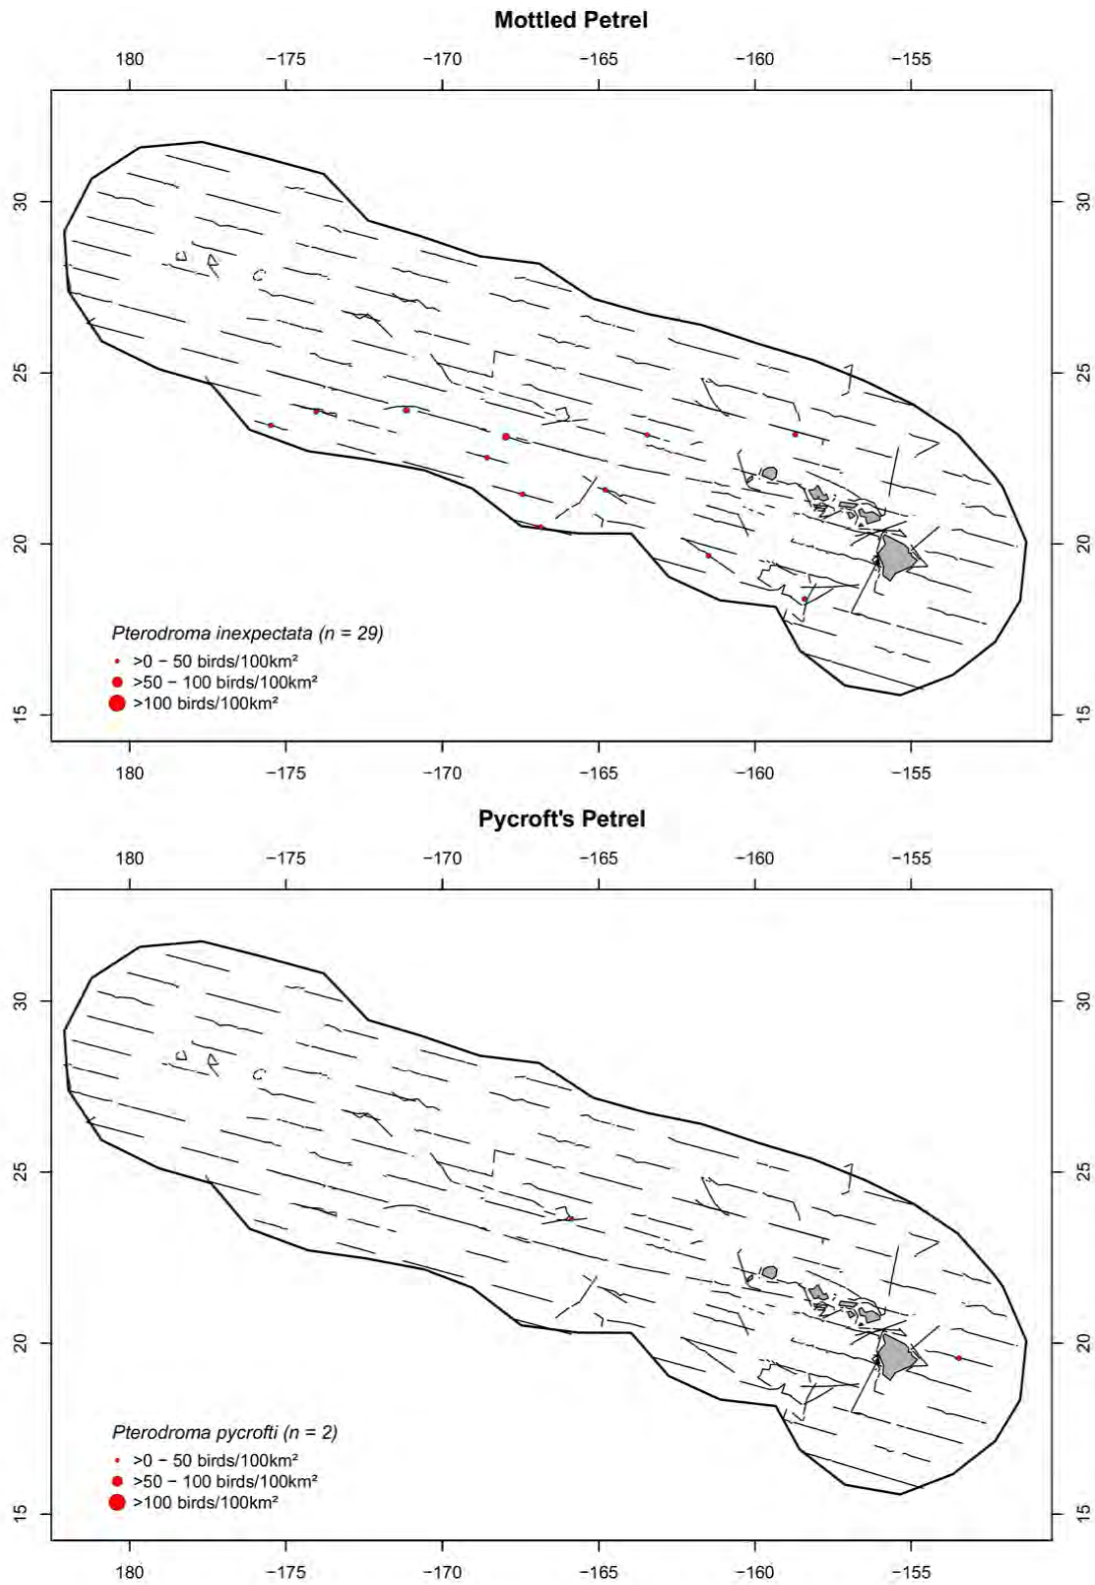 Mottled Petrel
180 −175 −170 −165 −160 −155
30 30
25 25
20 20
15 15
Pterodroma inexpectata (n = 29)
>0 − 50 birds/100km²
>50 − 100 birds/100km²
>100 birds/100km²
180 −175 −170 −165 −160 −155
Pycroft's Petrel
180 −175 −170 −165 −160 −155
30 30
25 25
20 20
15 15
Pterodroma pycrofti (n = 2)
>0 − 50 birds/100km²
>50 − 100 birds/100km²
>100 birds/100km²
180 −175 −170 −165 −160 −155